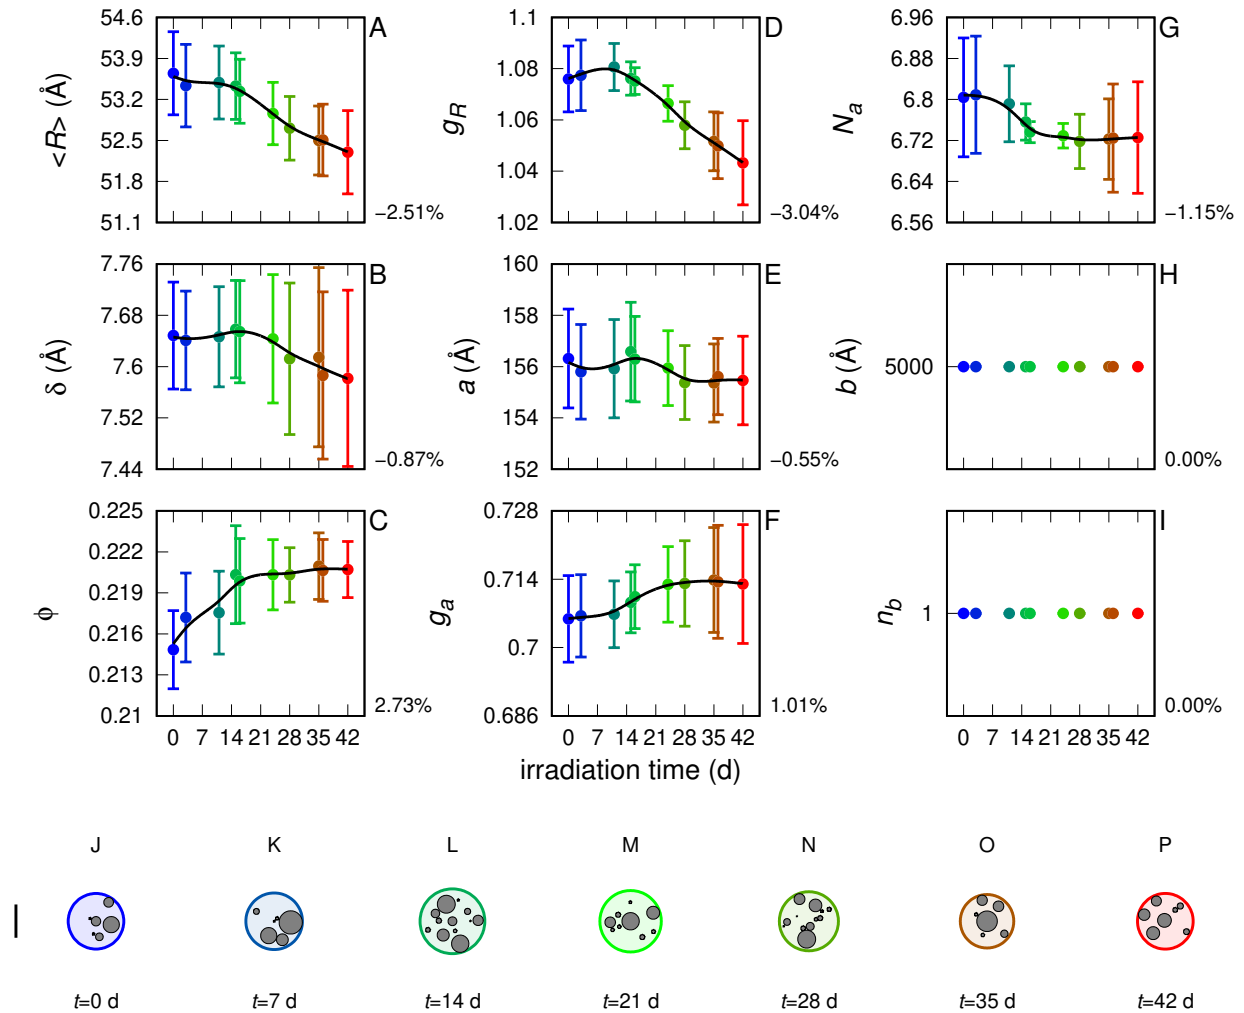 A
54.6
53.9
53.2
52.5
51.8
51.1
<R> (Å)
−2.51%
D
1.1
1.08
1.06
1.04
1.02
gR
−3.04%
G
6.96
6.88
6.8
6.72
6.64
6.56
Na
−1.15%
B
7.76
7.68
7.6
7.52
7.44
δ (Å)
−0.87%
E
160
158
156
154
152
a (Å)
−0.55%
H
5000
b (Å)
0.00%
C
0.225
0.222
0.219
0.216
0.213
0.21
ϕ
2.73%
0 7 14 21 28 35 42
F
0.728
0.714
0.7
0.686
ga
1.01%
0 7 14 21 28 35 42
I
1
nb
0.00%
0 7 14 21 28 35 42
irradiation time (d)
J K L M N O P
t=0 d t=7 d t=14 d t=21 d t=28 d t=35 d t=42 d